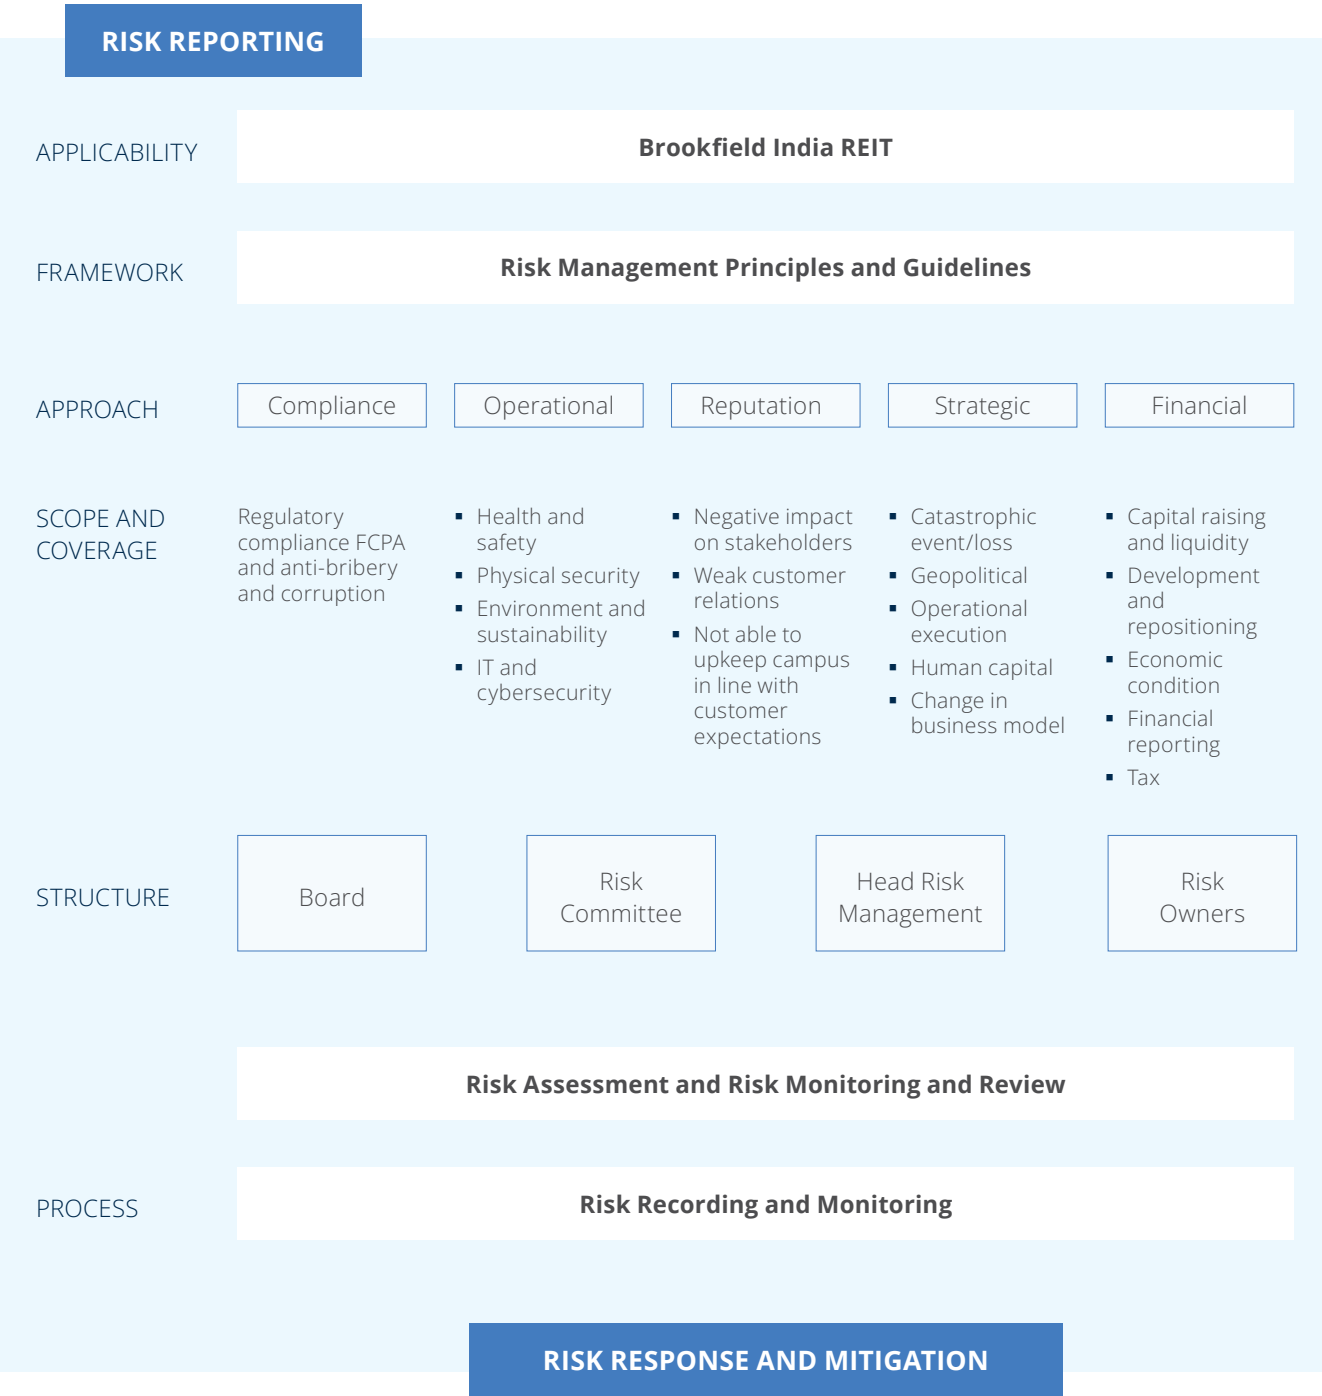 RISK REPORTING
APPLICABILITY
Brookfield India REIT
FRAMEWORK
Risk Management Principles and Guidelines
APPROACH
Compliance
Operational
Reputation
Strategic
Financial
SCOPE AND
COVERAGE
Regulatory
compliance FCPA
and anti-bribery
and corruption
▪ Health and
safety
▪ Physical security
▪ Environment and
sustainability
▪ IT and
cybersecurity
▪ Negative impact
on stakeholders
▪ Weak customer
relations
▪ Not able to
upkeep campus
in line with
customer
expectations
▪ Catastrophic
event/loss
▪ Geopolitical
▪ Operational
execution
▪ Human capital
▪ Change in
business model
▪ Capital raising
and liquidity
▪ Development
and
repositioning
▪ Economic
condition
▪ Financial
reporting
▪ Tax
STRUCTURE
Board
Risk
Committee
Head Risk
Management
Risk
Owners
Risk Assessment and Risk Monitoring and Review
PROCESS
Risk Recording and Monitoring
RISK RESPONSE AND MITIGATION